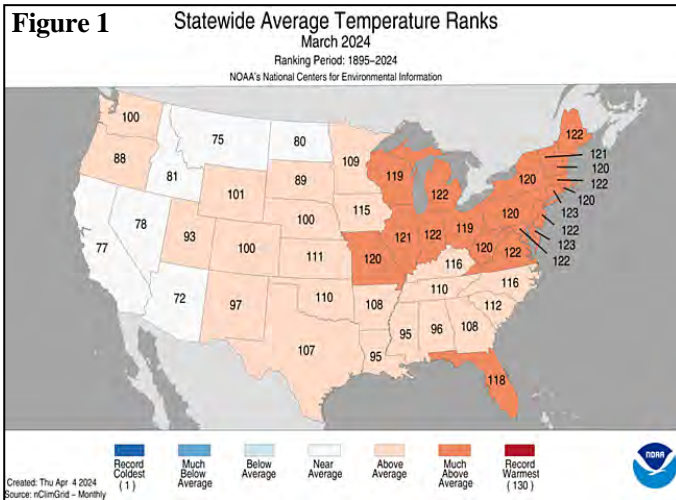 Figure 1
Statewide Average Temperature Ranks
March 2024
Ranking Period: 1895–2024
NOAA's National Centers for Environmental Information
100
75
80
109
122
88
81
101
89
119
122
120
121
120
122
120
123
122
123
122
78
93
100
100
115
121
122
119
120
120
122
77
111
120
116
116
72
97
110
108
110
112
107
95
95
96
108
118
Record
Coldest
(1)
Much
Below
Average
Below
Average
Near
Average
Above
Average
Much
Above
Average
Record
Warmest
(130)
NOAA
Created: Thu Apr 4 2024
Source: nClimGrid – Monthly